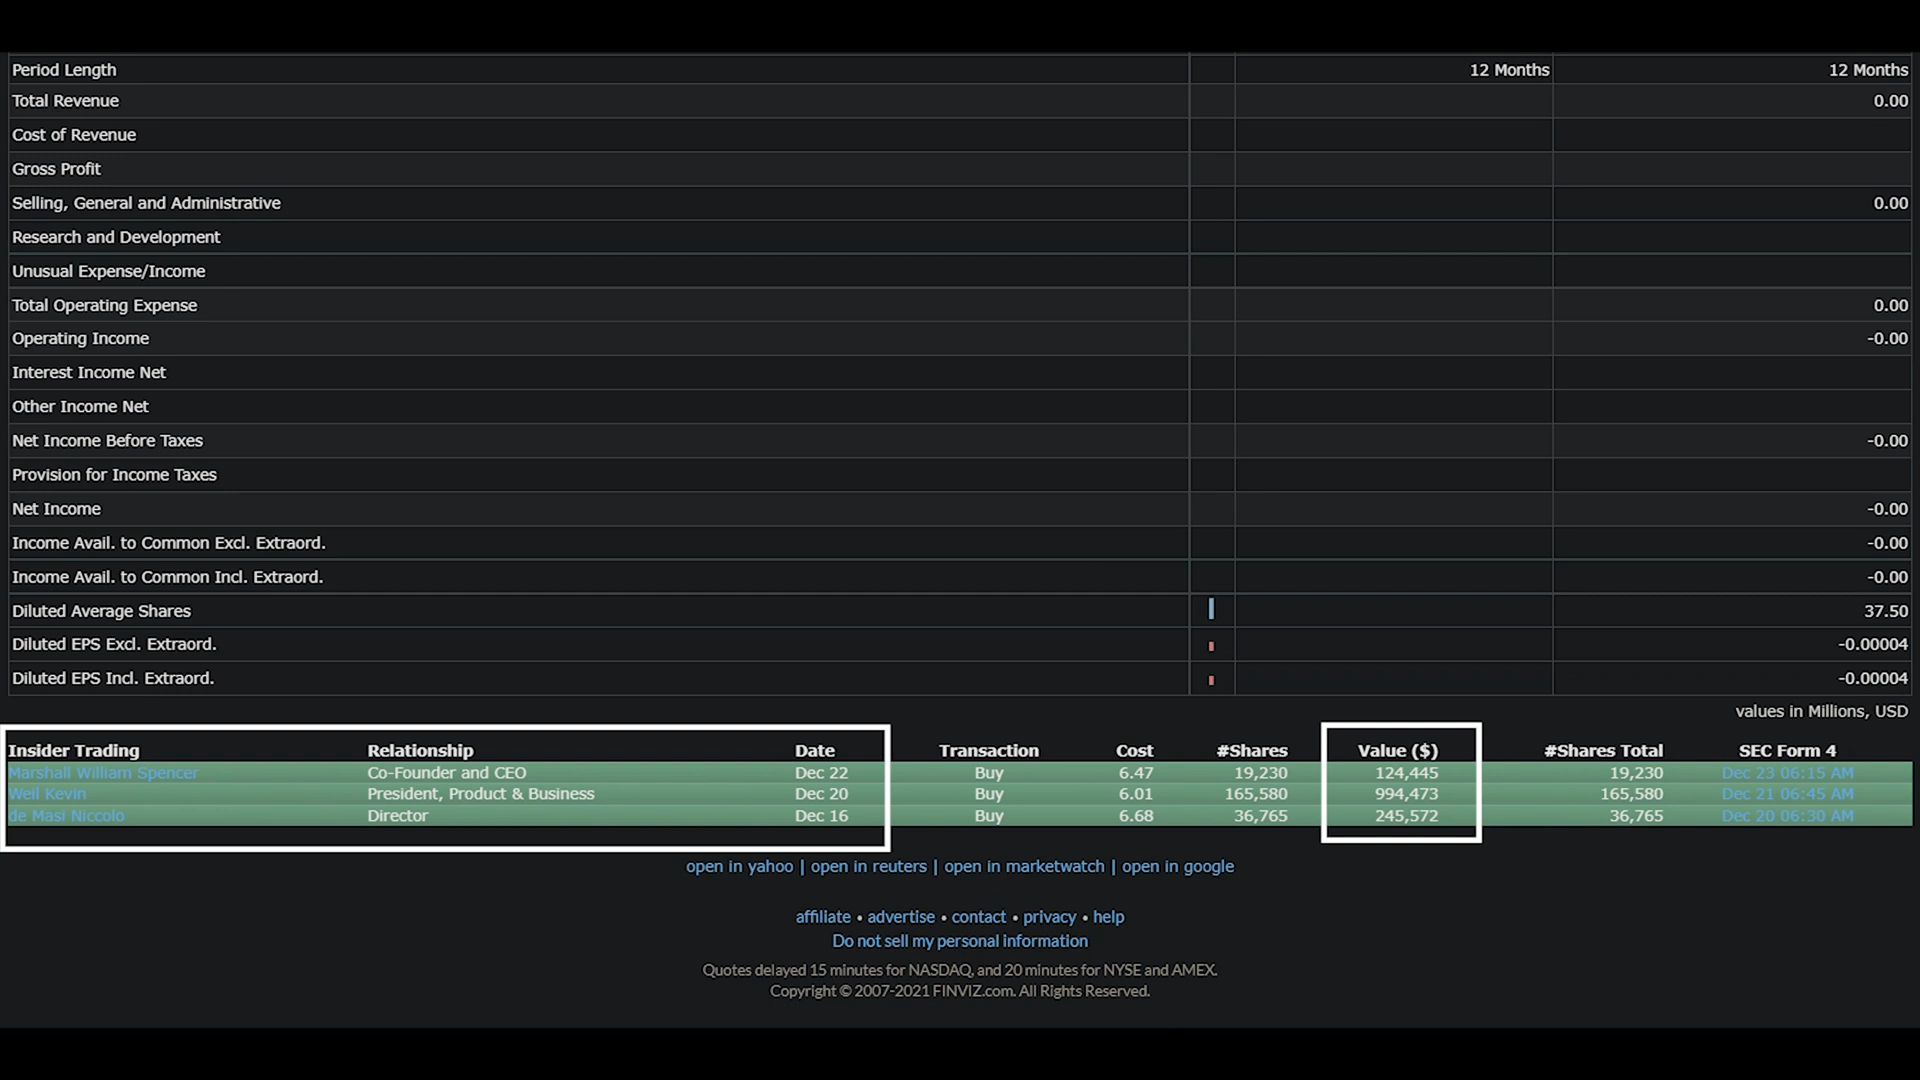 Period Length 12 Months 12 Months
Total Revenue 0.00
Cost of Revenue
Gross Profit
Selling, General and Administrative 0.00
Research and Development
Unusual Expense/Income
Total Operating Expense 0.00
Operating Income -0.00
Interest Income Net
Other Income Net
Net Income Before Taxes -0.00
Provision for Income Taxes
Net Income -0.00
Income Avail. to Common Excl. Extraord. -0.00
Income Avail. to Common Incl. Extraord. -0.00
Diluted Average Shares 37.50
Diluted EPS Excl. Extraord. -0.00004
Diluted EPS Incl. Extraord. -0.00004
values in Millions, USD
Insider Trading Relationship Date Transaction Cost #Shares Value ($) #Shares Total SEC Form 4
Marshall William Spencer Co-Founder and CEO Dec 22 Buy 6.47 19,230 124,445 19,230 Dec 23 06:15 AM
Weil Kevin President, Product & Business Dec 20 Buy 6.01 165,580 994,473 165,580 Dec 21 06:45 AM
de Masi Niccolo Director Dec 16 Buy 6.68 36,765 245,572 36,765 Dec 20 06:30 AM
open in yahoo | open in reuters | open in marketwatch | open in google
affiliate • advertise • contact • privacy • help
Do not sell my personal information
Quotes delayed 15 minutes for NASDAQ, and 20 minutes for NYSE and AMEX.
Copyright © 2007-2021 FINVIZ.com. All Rights Reserved.